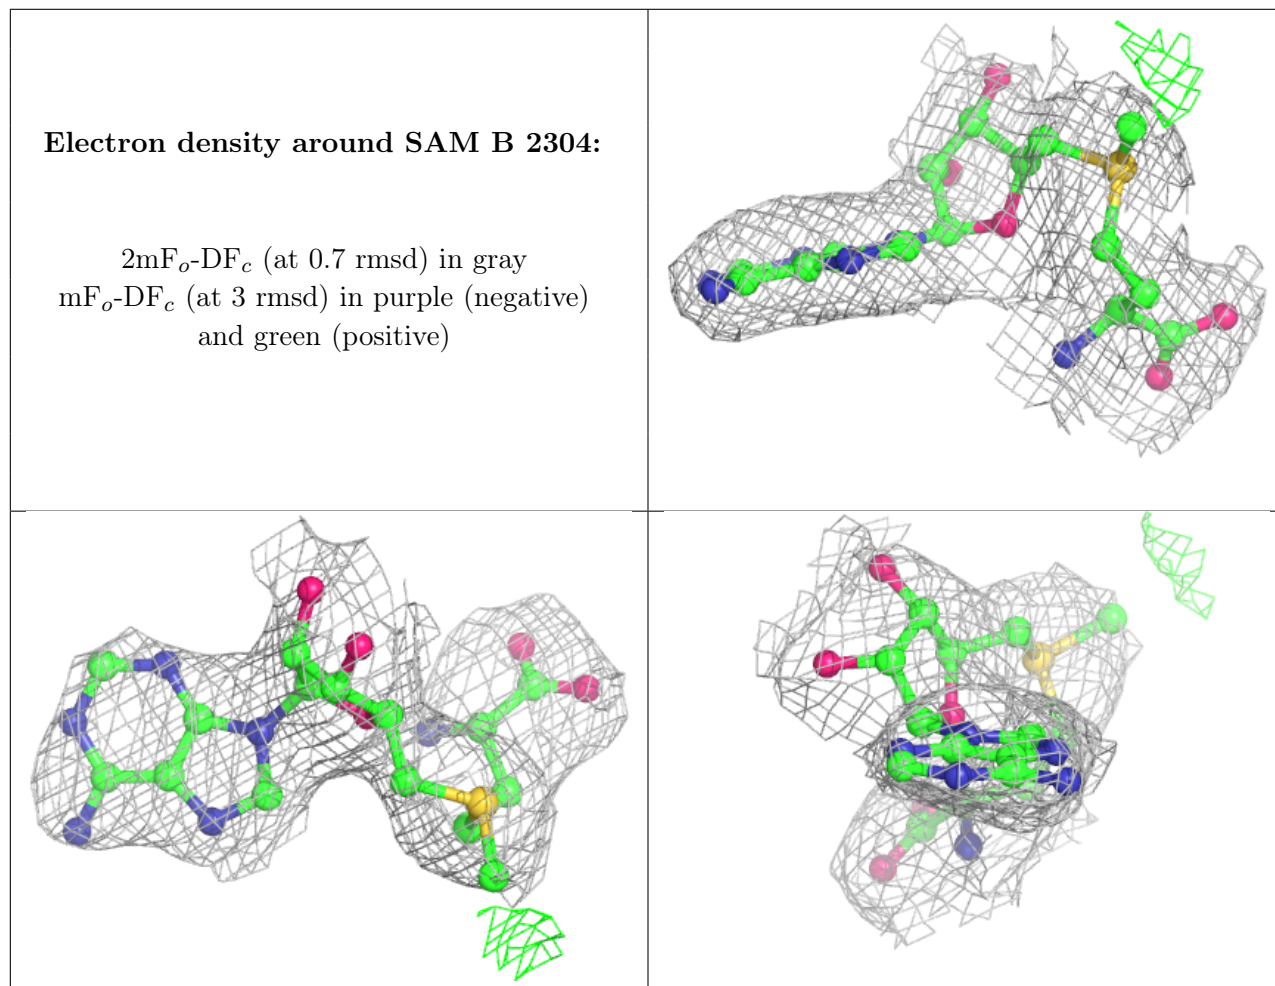 Electron density around SAM B 2304:
2mFo-DFc (at 0.7 rmsd) in gray
mFo-DFc (at 3 rmsd) in purple (negative)
and green (positive)